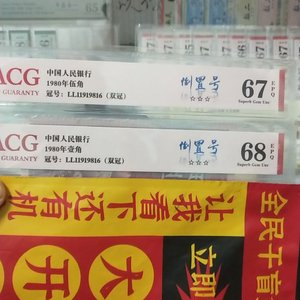 ACG
GUARANTY
中国人民银行
1980年伍角
冠号：LL11919816（双冠）
倒置号
☆☆☆
67
EPQ
Superb Gem Unc
ACG
GUARANTY
中国人民银行
1980年壹角
冠号：LL11919816（双冠）
倒置号
☆☆☆
68
EPQ
Superb Gem Unc
让我看下还有机
全民千亩
立即
大
开